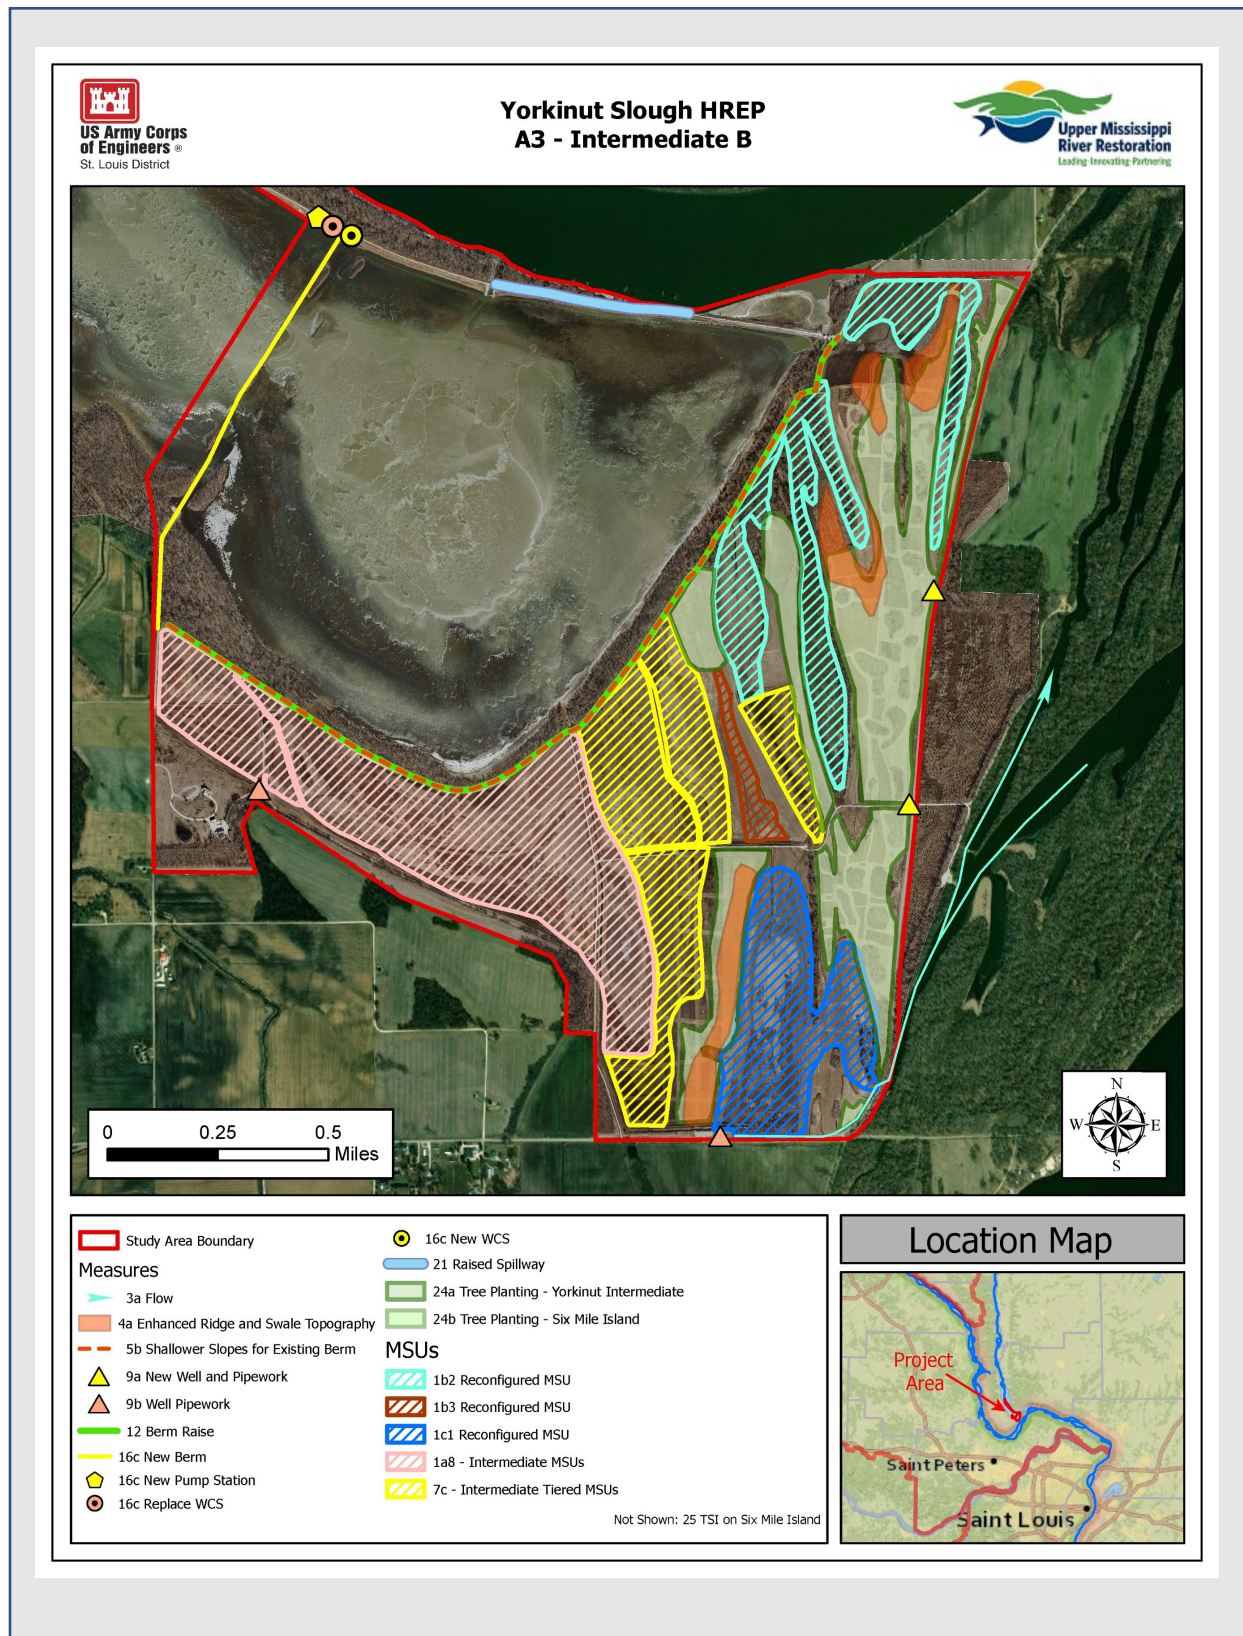 US Army Corps
of Engineers ®
St. Louis District
Yorkinut Slough HREP
A3 - Intermediate B
Upper Mississippi
River Restoration
Leading-Innovating-Partnering
0 0.25 0.5
Miles
N
W E
S
Study Area Boundary
Measures
3a Flow
4a Enhanced Ridge and Swale Topography
5b Shallower Slopes for Existing Berm
9a New Well and Pipework
9b Well Pipework
12 Berm Raise
16c New Berm
16c New Pump Station
16c Replace WCS
16c New WCS
21 Raised Spillway
24a Tree Planting - Yorkinut Intermediate
24b Tree Planting - Six Mile Island
MSUs
1b2 Reconfigured MSU
1b3 Reconfigured MSU
1c1 Reconfigured MSU
1a8 - Intermediate MSUs
7c - Intermediate Tiered MSUs
Not Shown: 25 TSI on Six Mile Island
Location Map
Project
Area
Saint Peters
Saint Louis